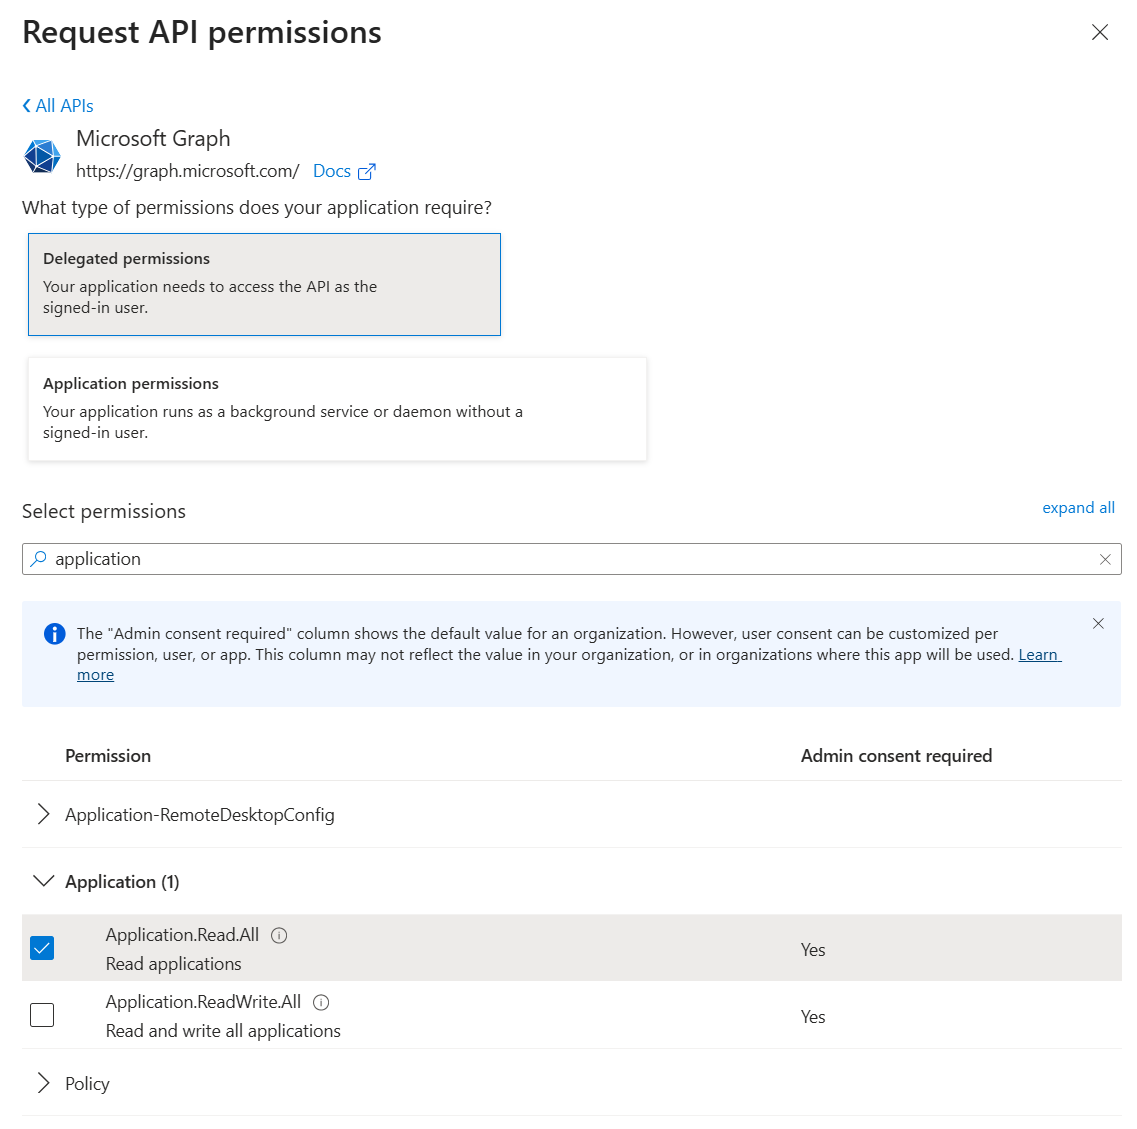 Request API permissions
All APIs
Microsoft Graph
https://graph.microsoft.com/ Docs
What type of permissions does your application require?
Delegated permissions
Your application needs to access the API as the
signed-in user.
Application permissions
Your application runs as a background service or daemon without a
signed-in user.
Select permissions
expand all
application
The "Admin consent required" column shows the default value for an organization. However, user consent can be customized per
permission, user, or app. This column may not reflect the value in your organization, or in organizations where this app will be used. Learn
more
Permission Admin consent required
Application-RemoteDesktopConfig
Application (1)
Application.Read.All
Read applications
Yes
Application.ReadWrite.All
Read and write all applications
Yes
Policy